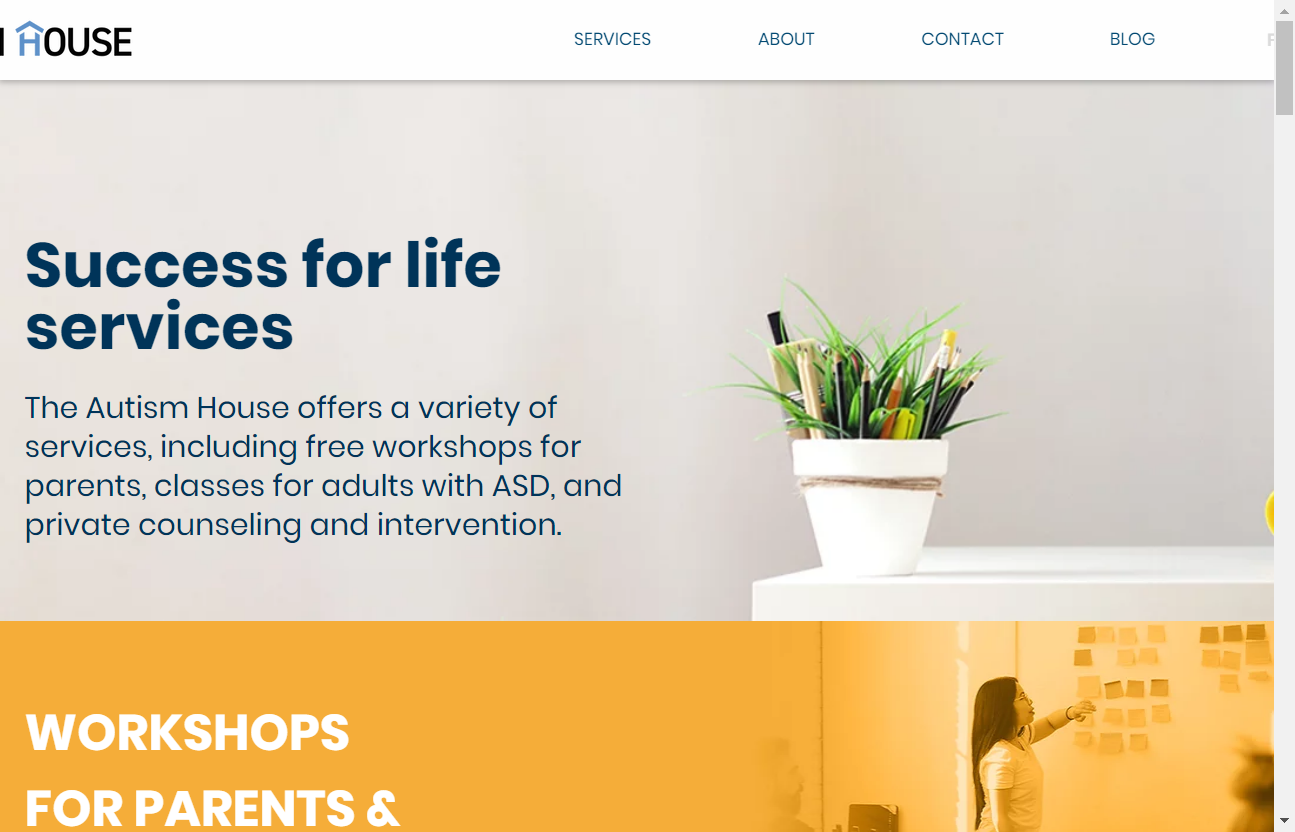 HOUSE
SERVICES
ABOUT
CONTACT
BLOG
Success for life
services
The Autism House offers a variety of
services, including free workshops for
parents, classes for adults with ASD, and
private counseling and intervention.
WORKSHOPS
FOR PARENTS &